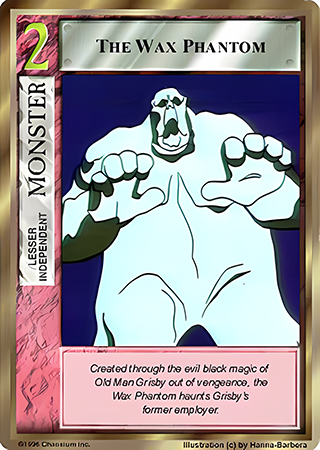 2
THE WAX PHANTOM
MONSTER
LESSER
INDEPENDENT
Created through the evil black magic of
Old Man Grisby out of vengeance, the
Wax Phantom haunts Grisby's
former employer.
©1996 Chaosium Inc.
Illustration (c) by Hanna-Barbera